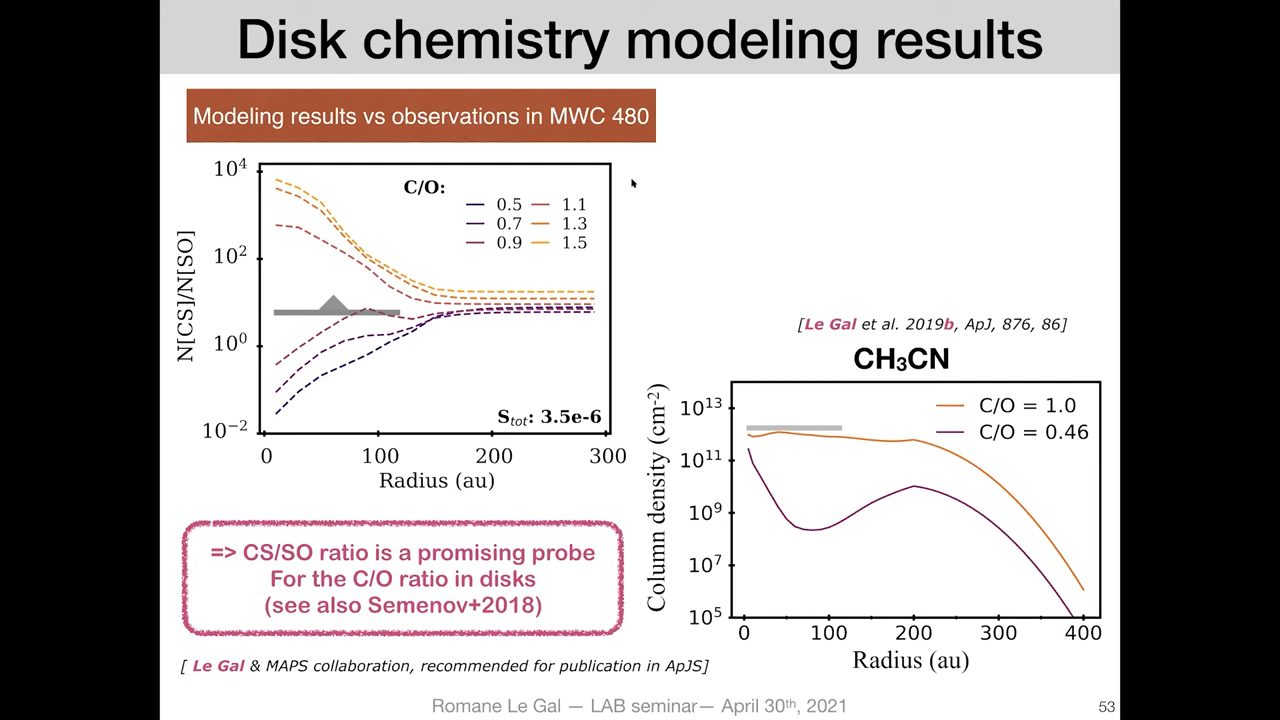 Disk chemistry modeling results
Modeling results vs observations in MWC 480
C/O:
0.5 1.1
0.7 1.3
0.9 1.5
10⁴
10²
10⁰
10⁻²
N[CS]/N[SO]
S_tot: 3.5e-6
0 100 200 300
Radius (au)
=> CS/SO ratio is a promising probe
For the C/O ratio in disks
(see also Semenov+2018)
[ Le Gal & MAPS collaboration, recommended for publication in ApJS]
[Le Gal et al. 2019b, ApJ, 876, 86]
CH₃CN
C/O = 1.0
C/O = 0.46
10¹³
10¹¹
10⁹
10⁷
10⁵
Column density (cm⁻²)
0 100 200 300 400
Radius (au)
Romane Le Gal — LAB seminar— April 30ᵗʰ, 2021
53